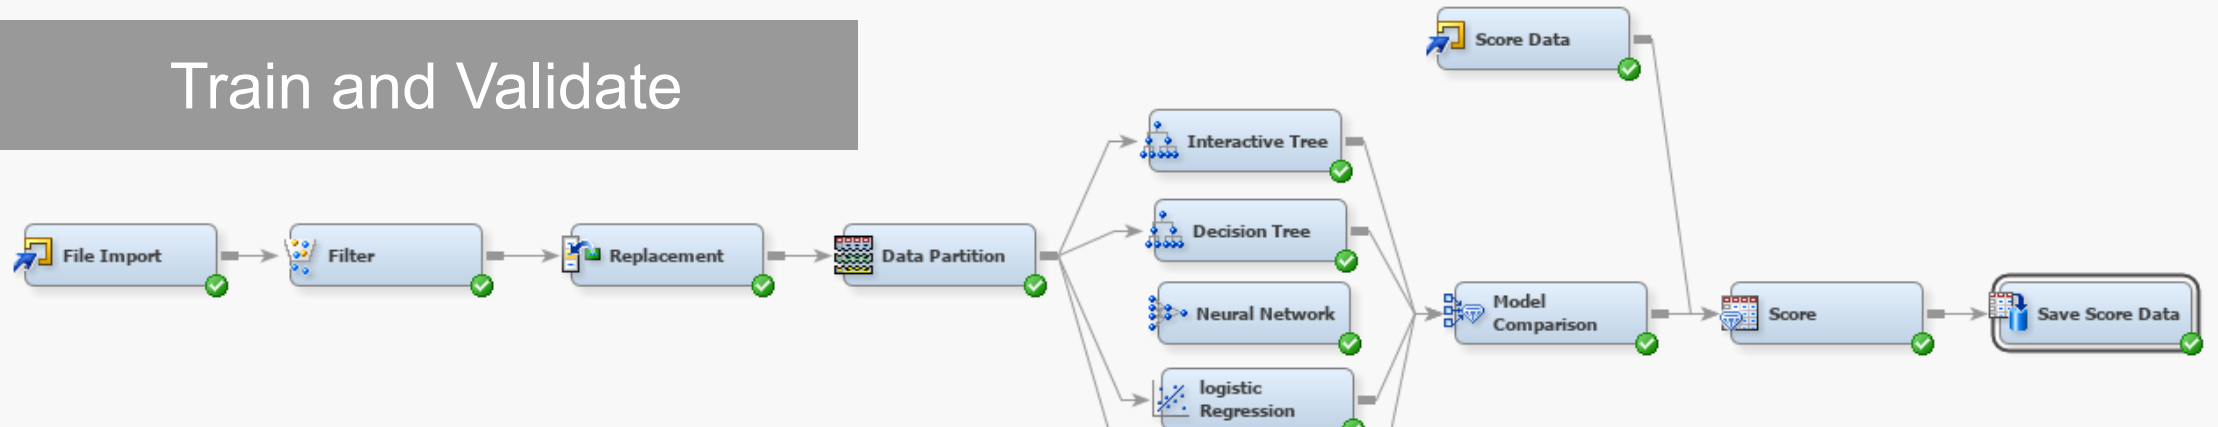 Train and Validate
Score Data
Interactive Tree
Decision Tree
File Import
Filter
Replacement
Data Partition
Neural Network
Model
Comparison
Score
Save Score Data
logistic
Regression